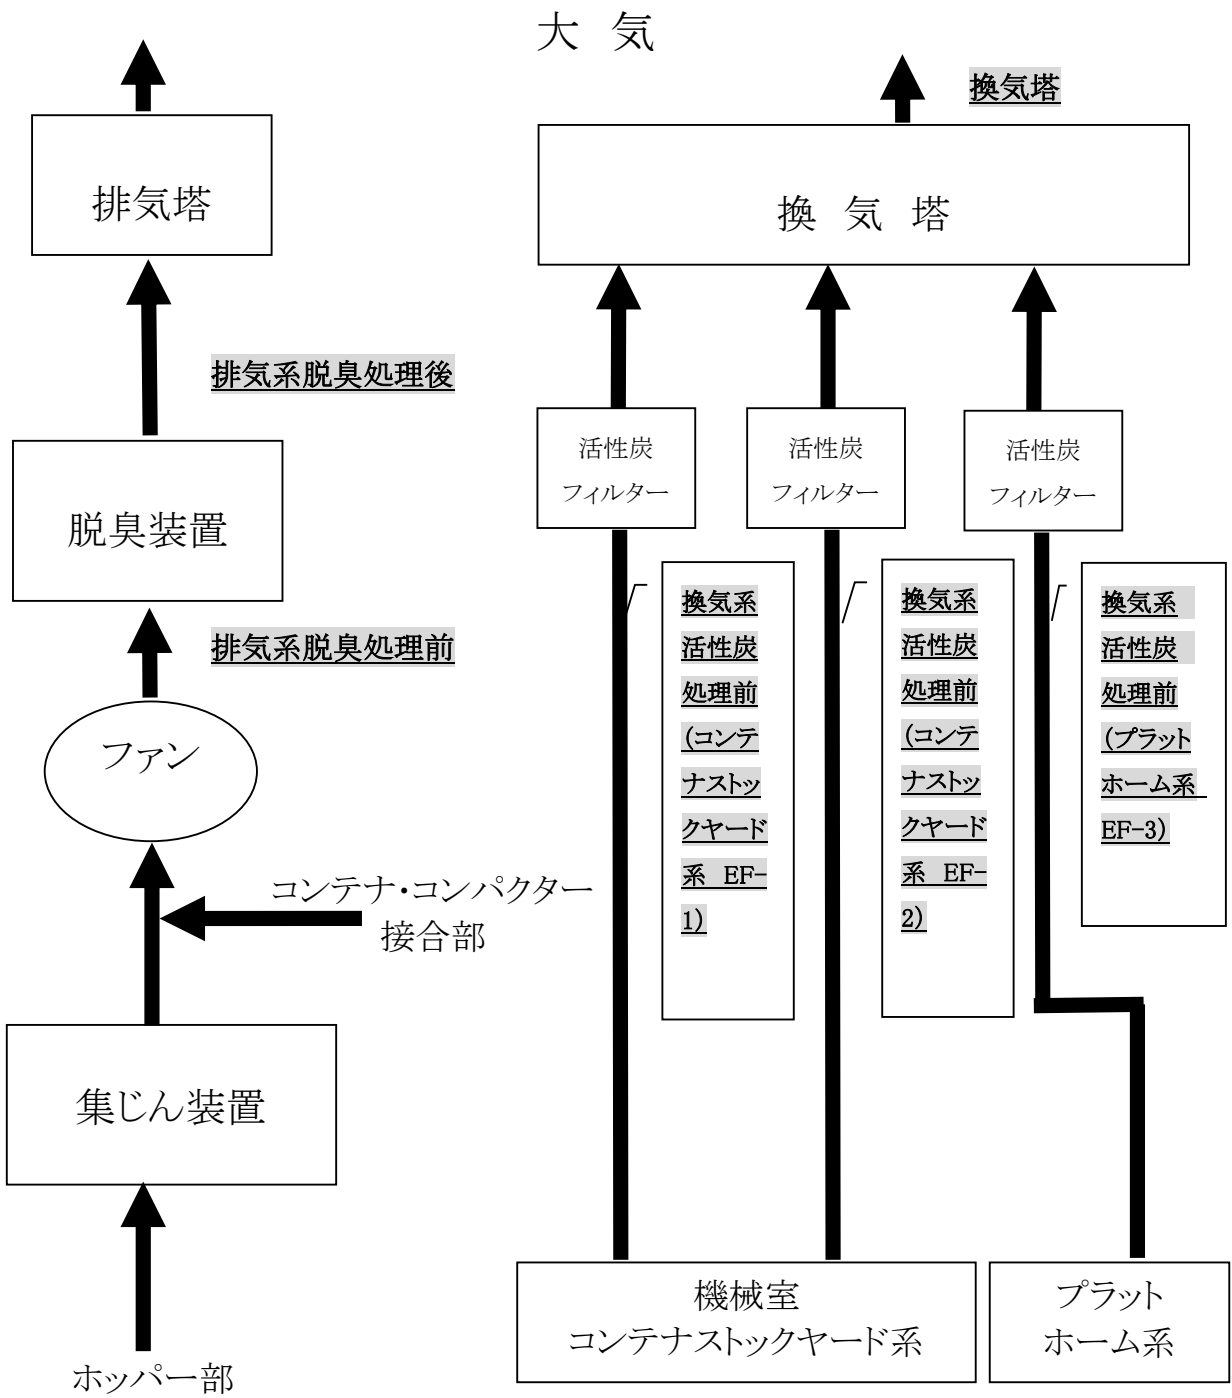 大 気
換気塔
排気塔
換 気 塔
排気系脱臭処理後
活性炭
フィルター
活性炭
フィルター
活性炭
フィルター
脱臭装置
換気系
活性炭
処理前
(コンテ
ナストッ
クヤード
系 EF-
1)
換気系
活性炭
処理前
(コンテ
ナストッ
クヤード
系 EF-
2)
換気系
活性炭
処理前
(プラット
ホーム系
EF-3)
排気系脱臭処理前
ファン
コンテナ・コンパクター
接合部
集じん装置
機械室
コンテナストックヤード系
プラット
ホーム系
ホッパー部